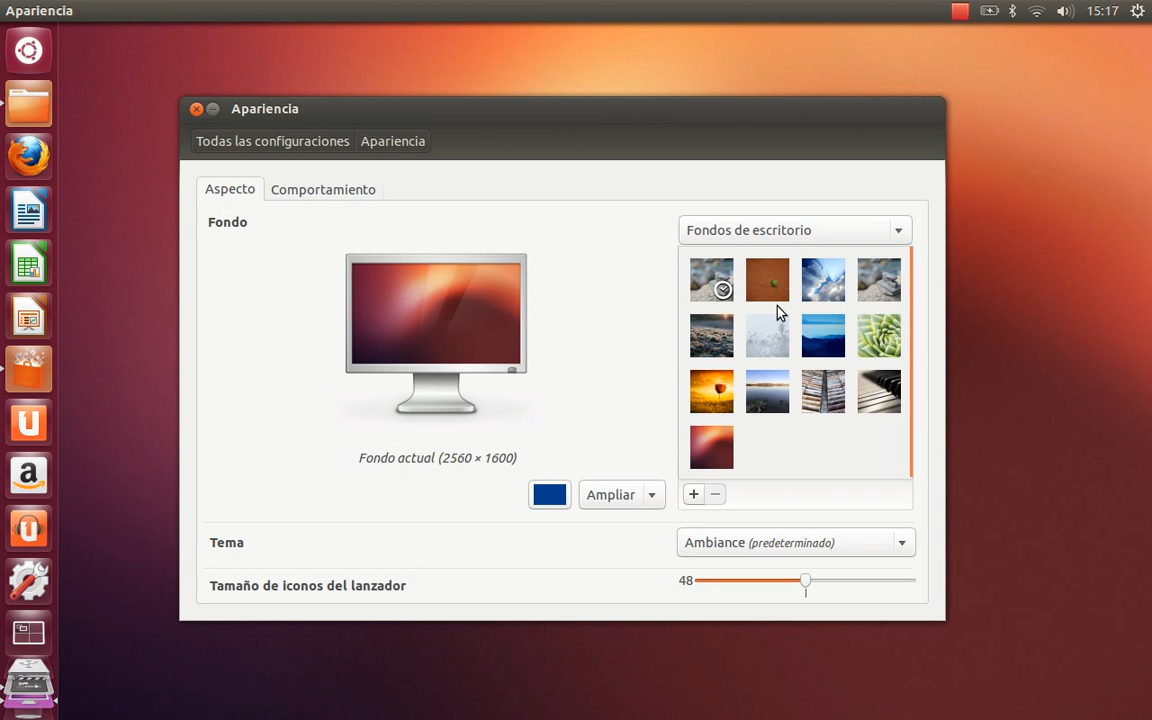 Apariencia
15:17
Apariencia
Todas las configuraciones Apariencia
Aspecto Comportamiento
Fondo
Fondos de escritorio
Fondo actual (2560 × 1600)
Ampliar
+ −
Tema
Ambiance (predeterminado)
Tamaño de iconos del lanzador
48